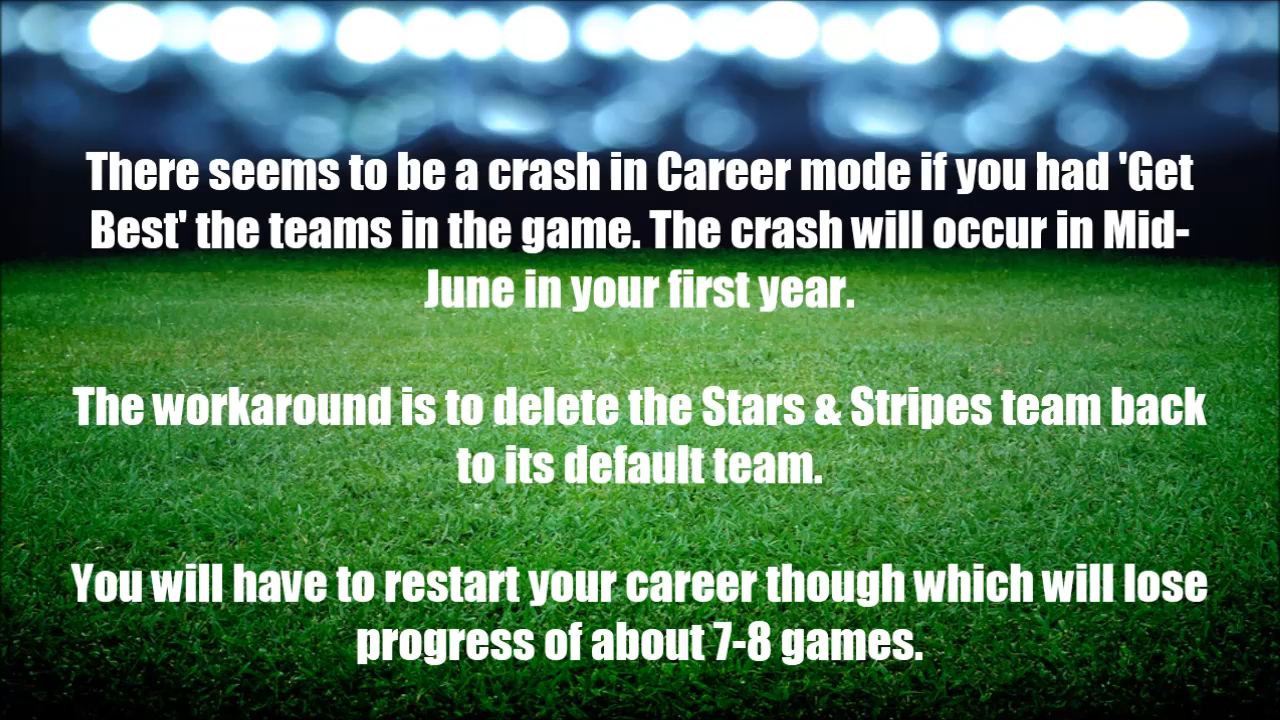 There seems to be a crash in Career mode if you had 'Get
Best' the teams in the game. The crash will occur in Mid-
June in your first year.
The workaround is to delete the Stars & Stripes team back
to its default team.
You will have to restart your career though which will lose
progress of about 7-8 games.